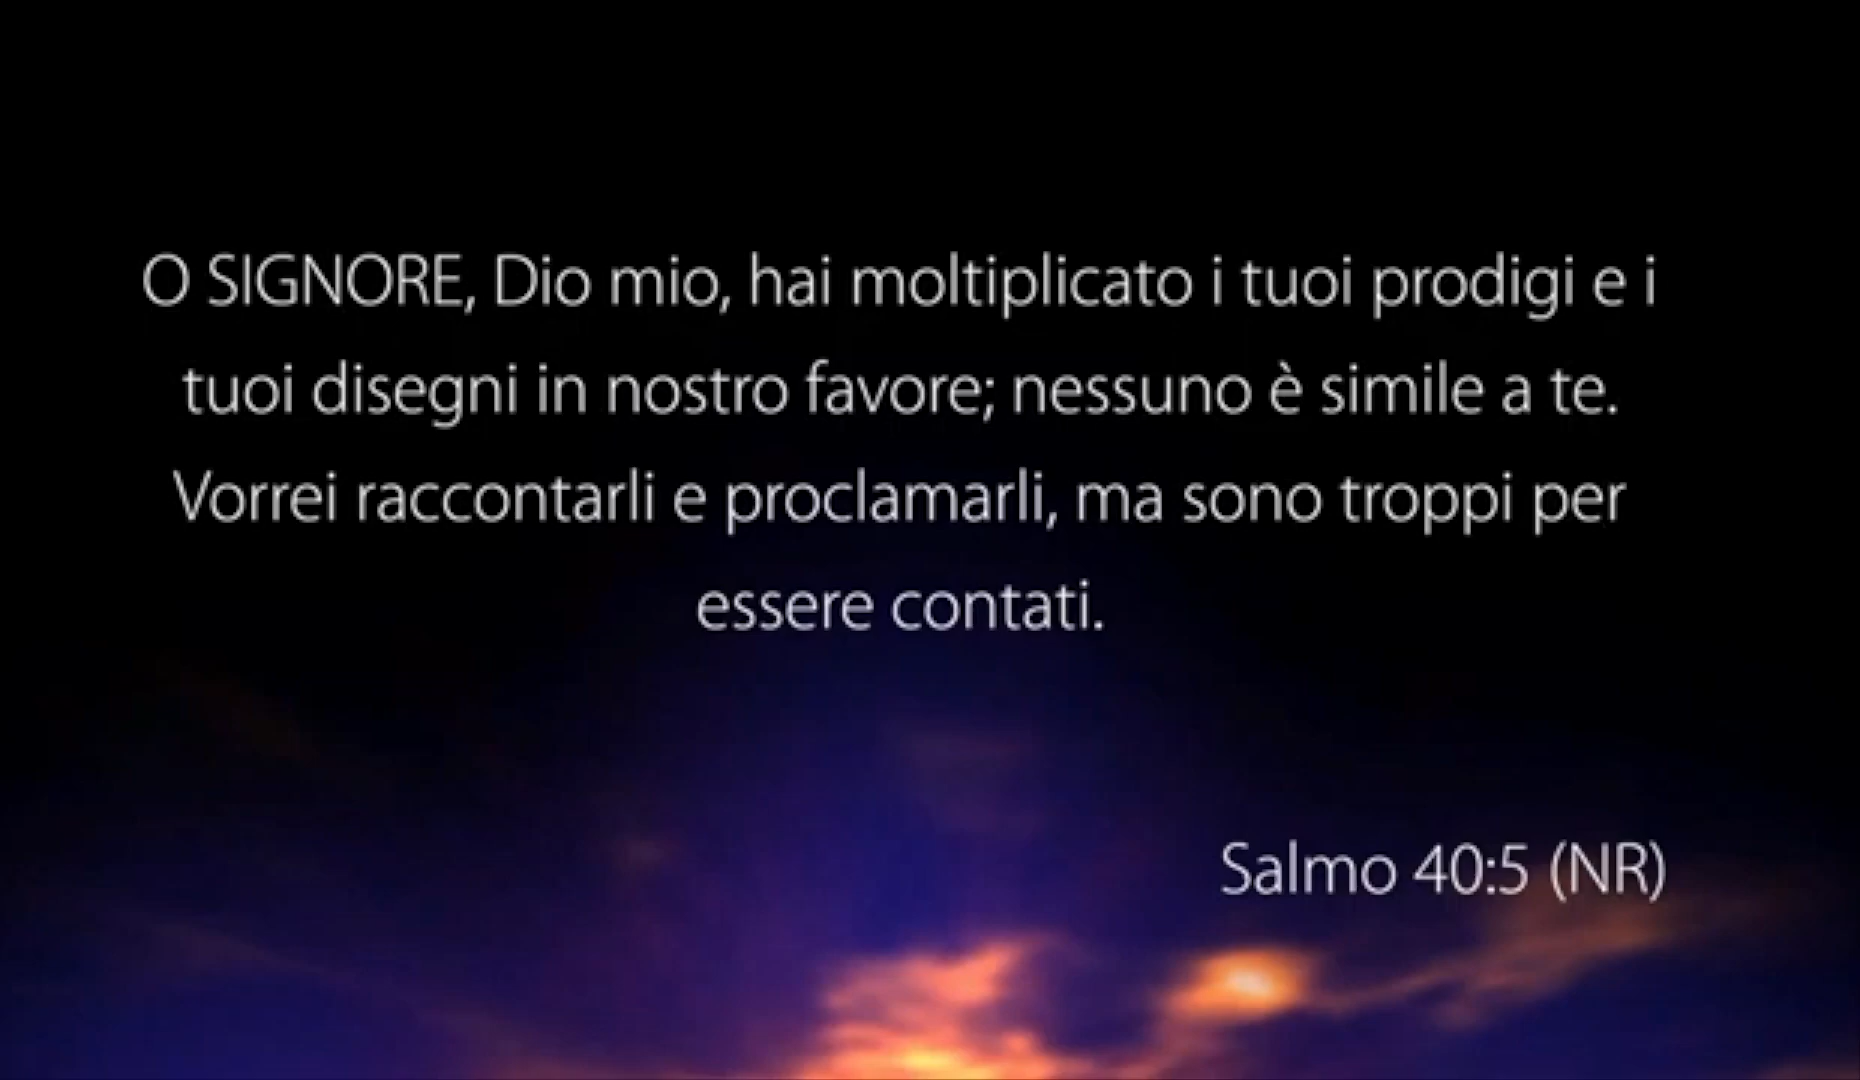 O SIGNORE, Dio mio, hai moltiplicato i tuoi prodigi e i
tuoi disegni in nostro favore; nessuno è simile a te.
Vorrei raccontarli e proclamarli, ma sono troppi per
essere contati.
Salmo 40:5 (NR)